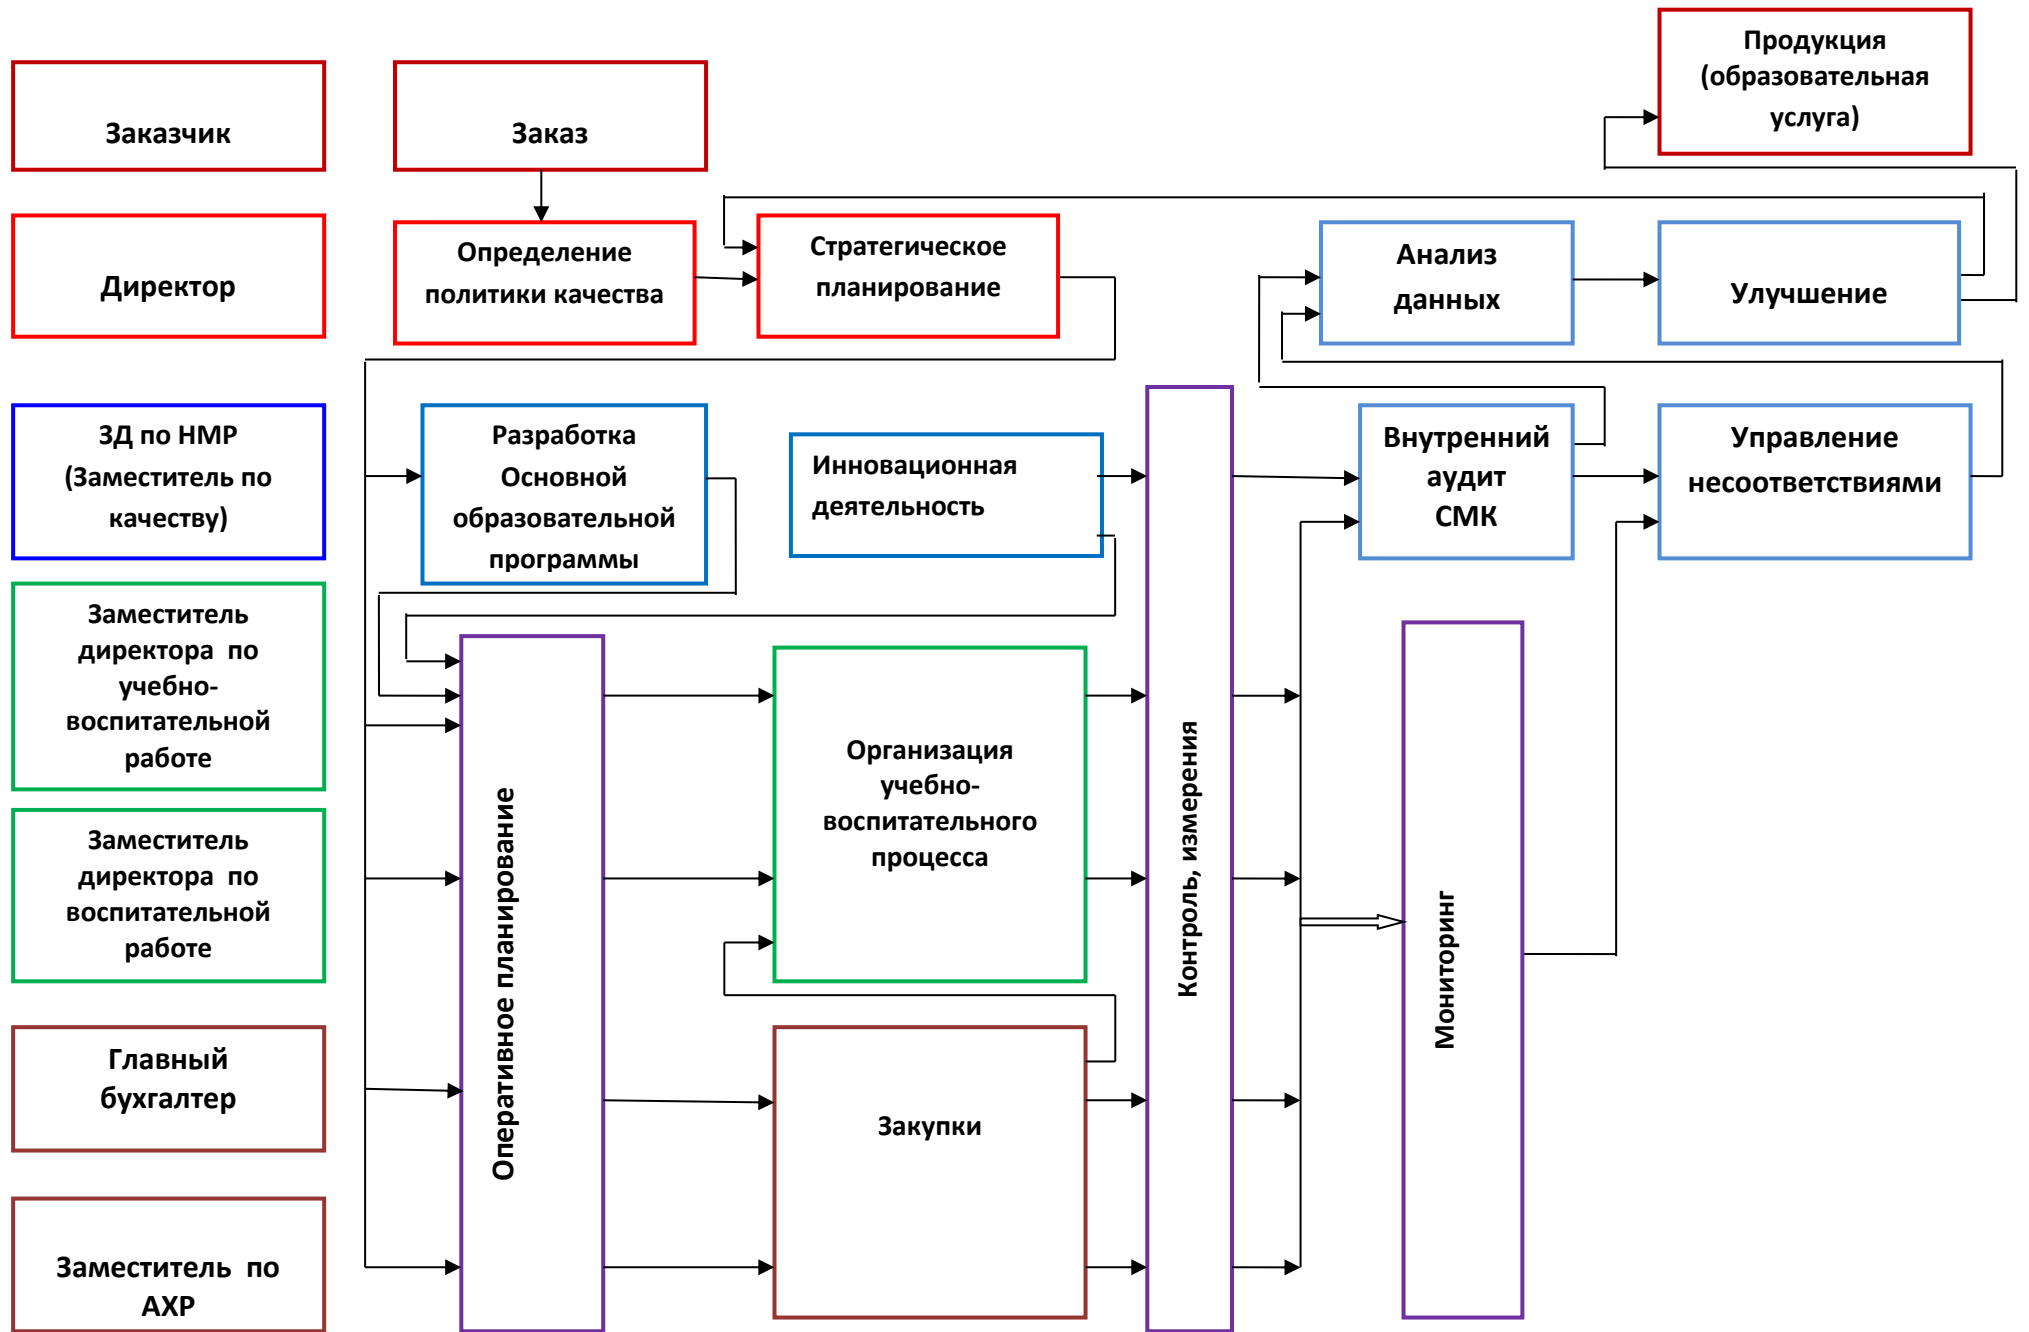 Продукция
(образовательная
услуга)
Заказчик
Заказ
Директор
Определение
политики качества
Стратегическое
планирование
Анализ
данных
Улучшение
ЗД по НМР
(Заместитель по
качеству)
Разработка
Основной
образовательной
программы
Инновационная
деятельность
Внутренний
аудит
СМК
Управление
несоответствиями
Заместитель
директора по
учебно-
воспитательной
работе
Заместитель
директора по
воспитательной
работе
Оперативное планирование
Организация
учебно-
воспитательного
процесса
Контроль, измерения
Мониторинг
Главный
бухгалтер
Закупки
Заместитель по
АХР